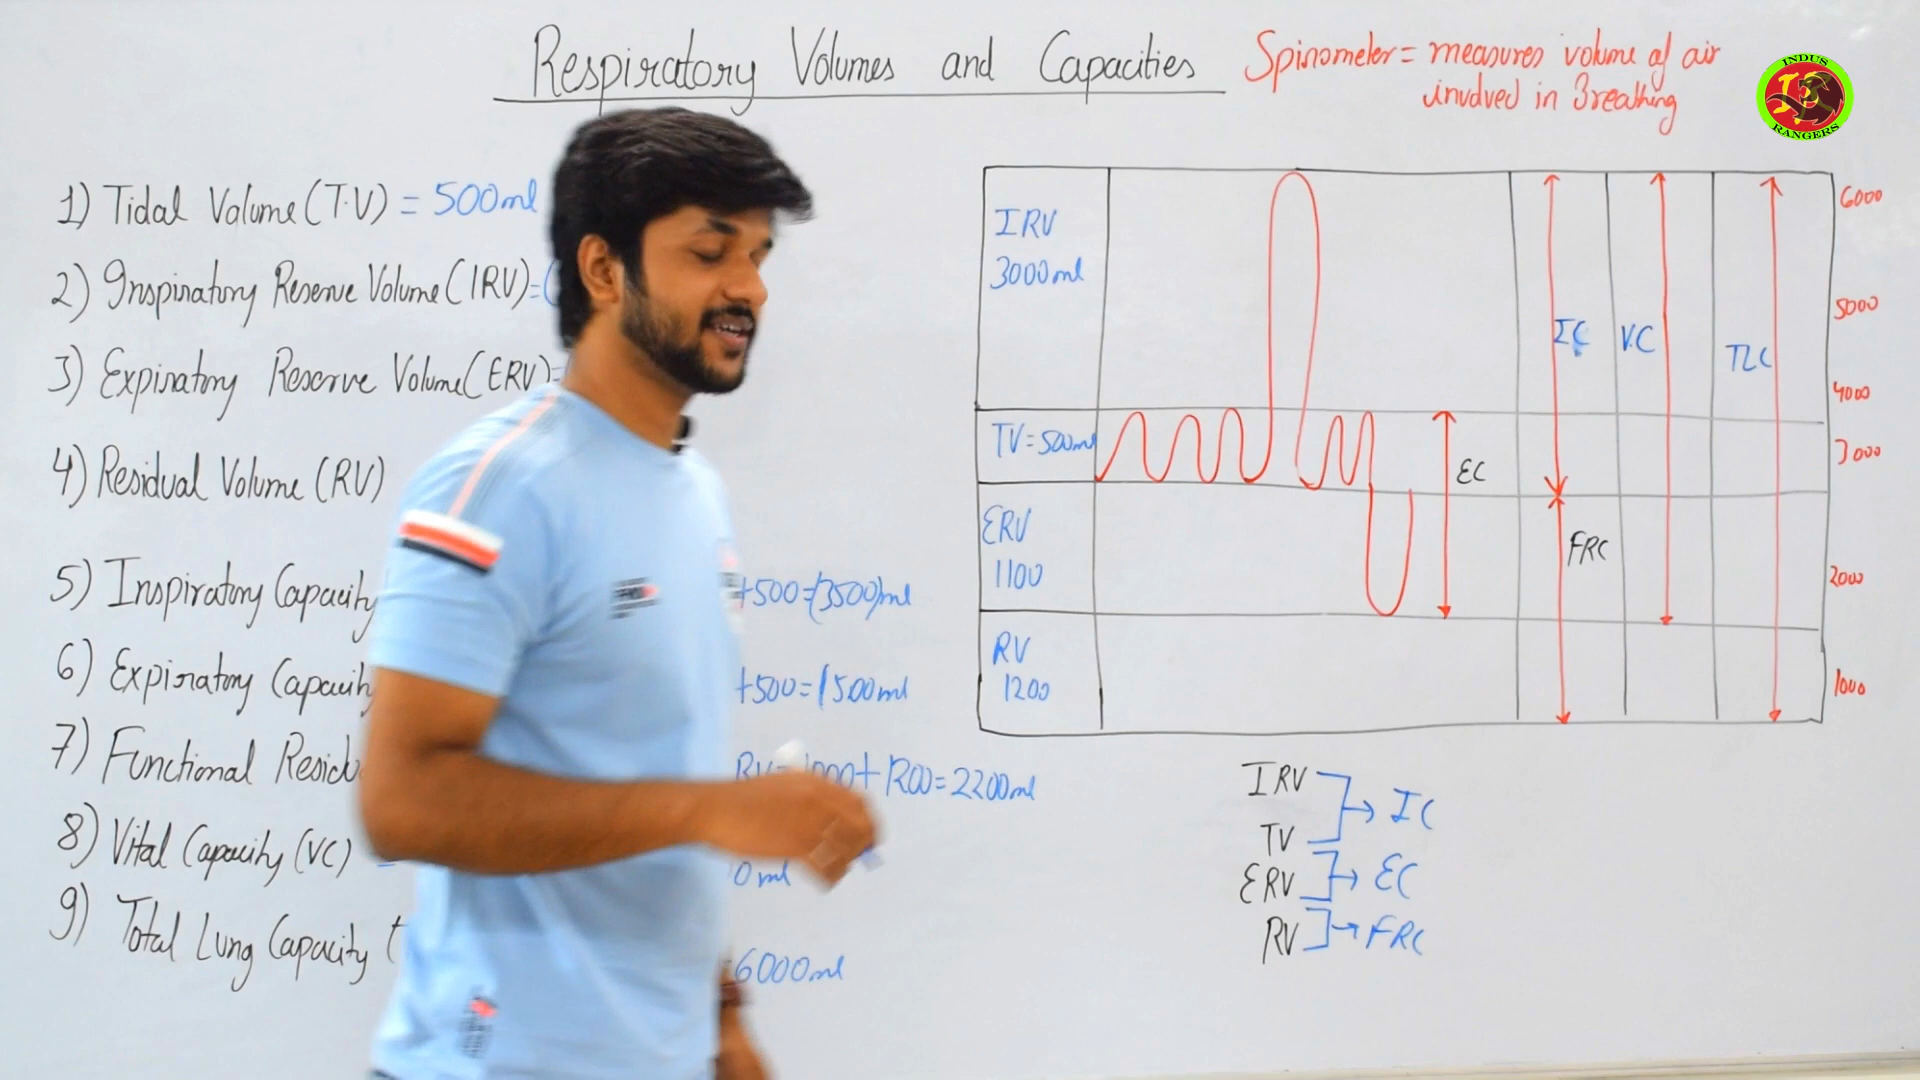 Respiratory Volumes and Capacities
Spirometer = measures volume of air
involved in Breathing
INDUS
RANGERS
1) Tidal Volume (T.V) = 500ml
2) Inspiratory Reserve Volume (IRV) =
3) Expiratory Reserve Volume (ERV) =
4) Residual Volume (RV)
5) Inspiratory Capacity
+500=(3500)ml
6) Expiratory Capacity
+500=1500ml
7) Functional Resid
+1200=2200ml
8) Vital Capacity (VC) =
0ml
9) Total Lung Capacity (
6000ml
IRV
3000ml
TV=500ml
ERV
1100
RV
1200
EC
IC
FRC
V.C
TLC
6000
5000
4000
3000
2000
1000
IRV
TV
→ IC
ERV
→ EC
RV
→ FRC